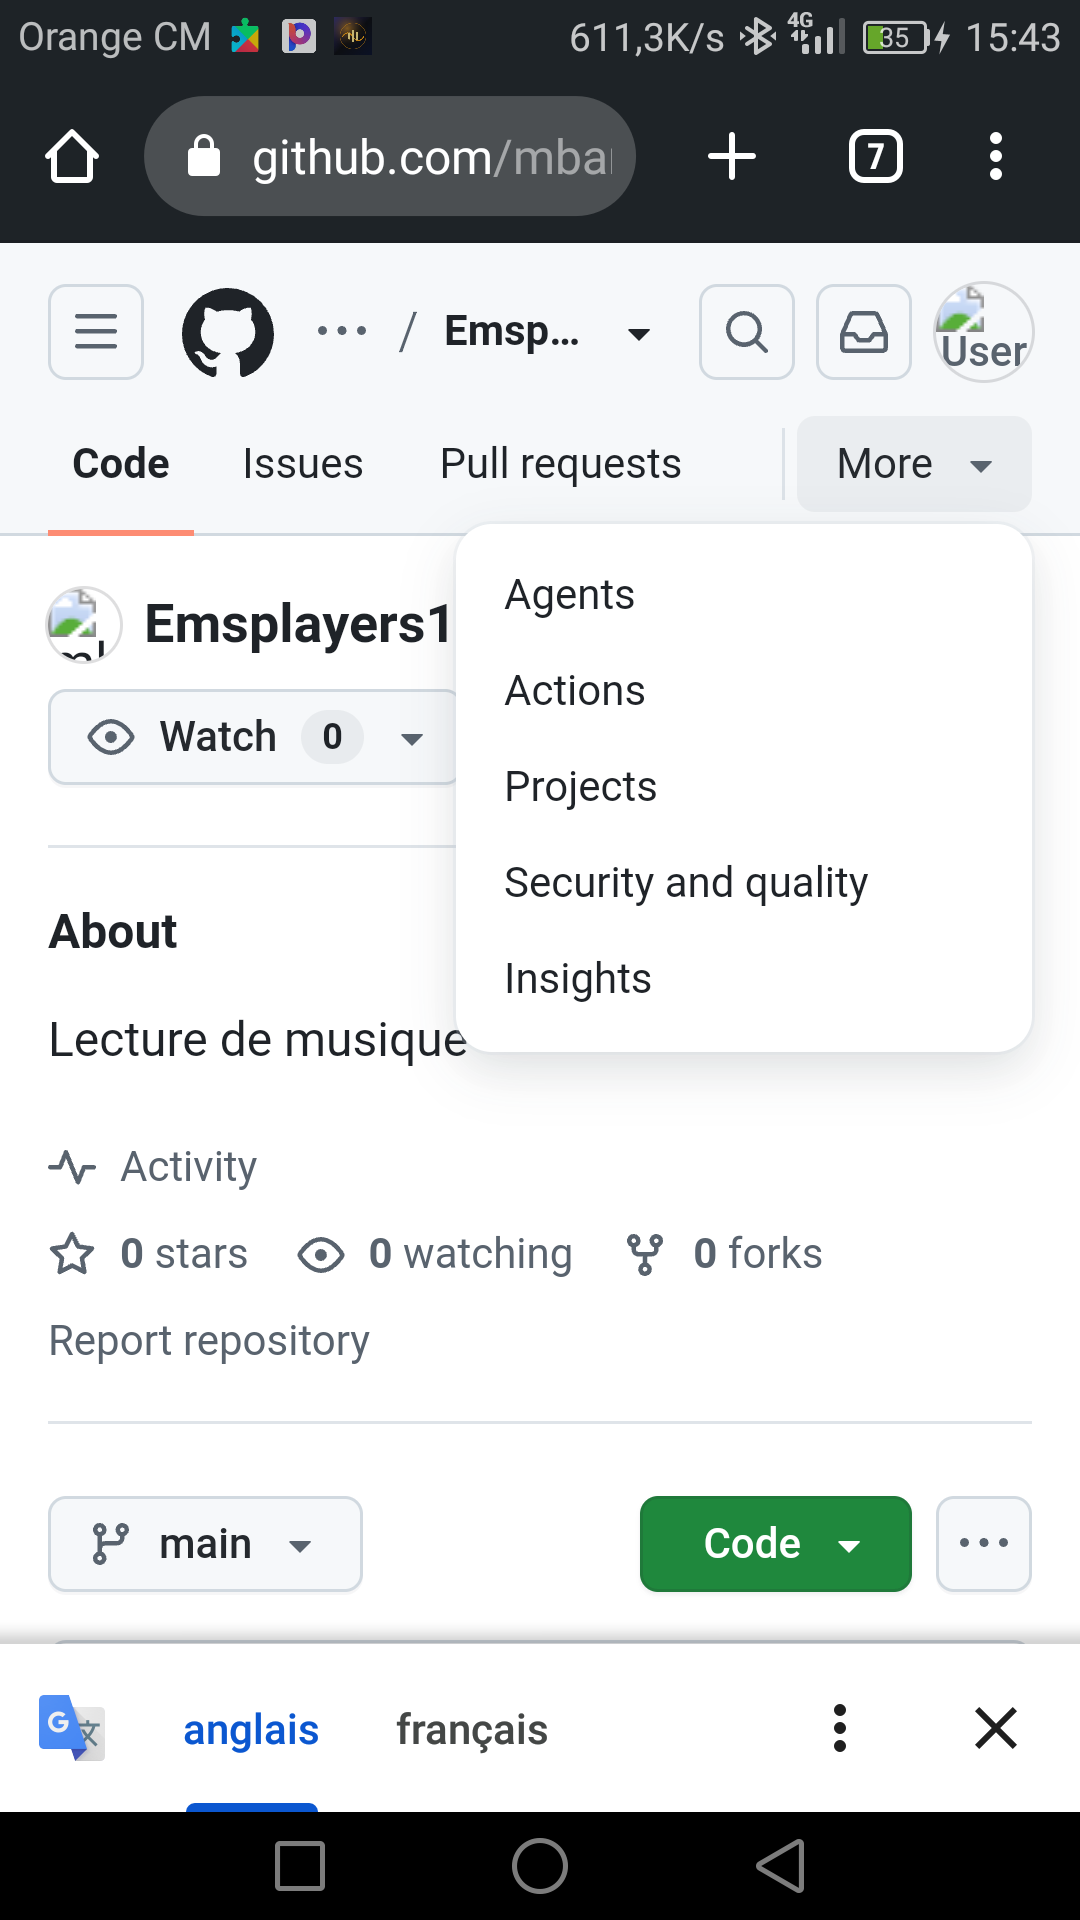 Orange CM 611,3K/s 4G 35 15:43
github.com/mba
7
/ Emsp... User
Code Issues Pull requests More
Agents
Emsplayers1
Actions
Watch 0
Projects
Security and quality
About
Insights
Lecture de musique
Activity
0 stars 0 watching 0 forks
Report repository
main Code
anglais français